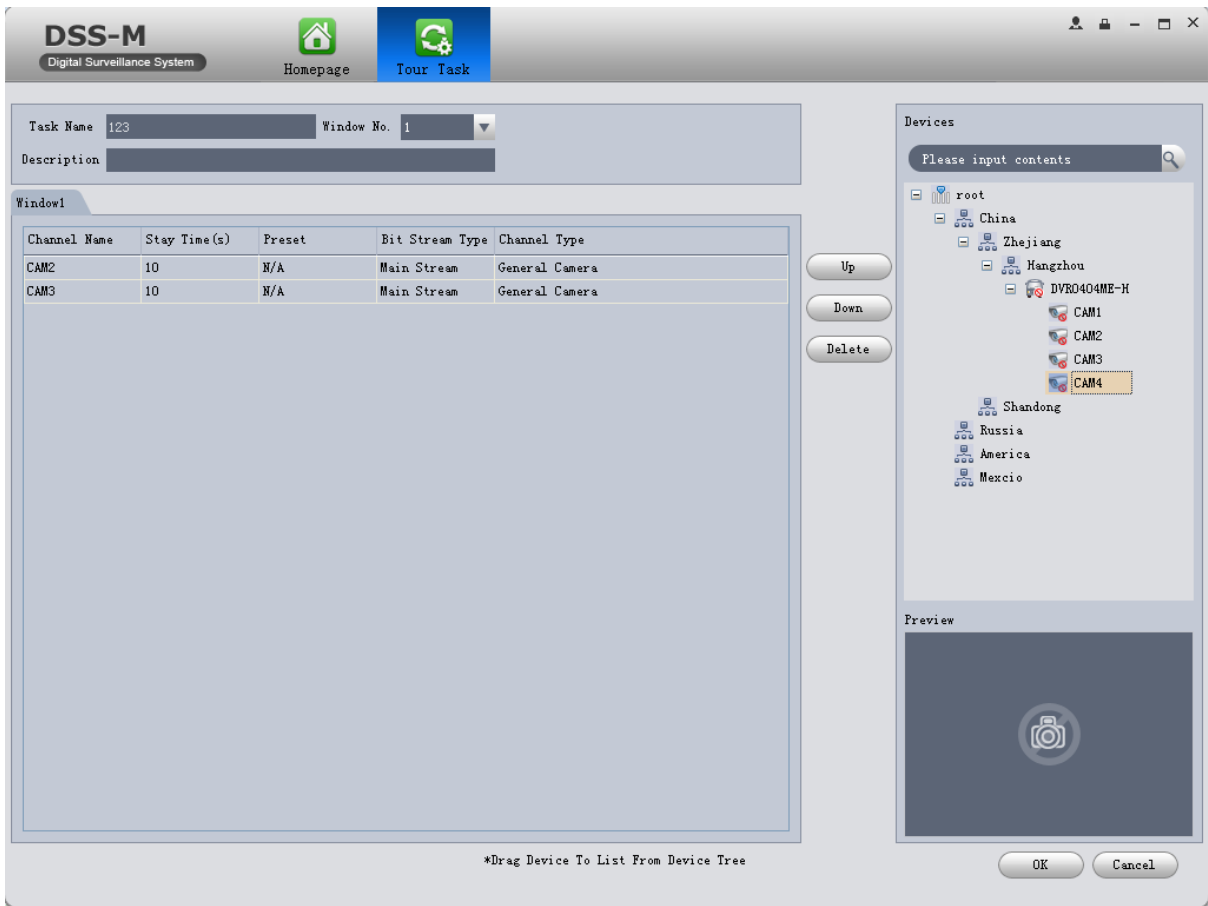 DSS-M
Digital Surveillance System
Homepage
Tour Task
Task Name 123 Window No. 1
Description
Window1
Channel Name Stay Time(s) Preset Bit Stream Type Channel Type
CAM2 10 N/A Main Stream General Camera
CAM3 10 N/A Main Stream General Camera
Up
Down
Delete
Devices
Please input contents
root
China
Zhejiang
Hangzhou
DVR0404ME-H
CAM1
CAM2
CAM3
CAM4
Shandong
Russia
America
Mexcio
Preview
*Drag Device To List From Device Tree
OK Cancel